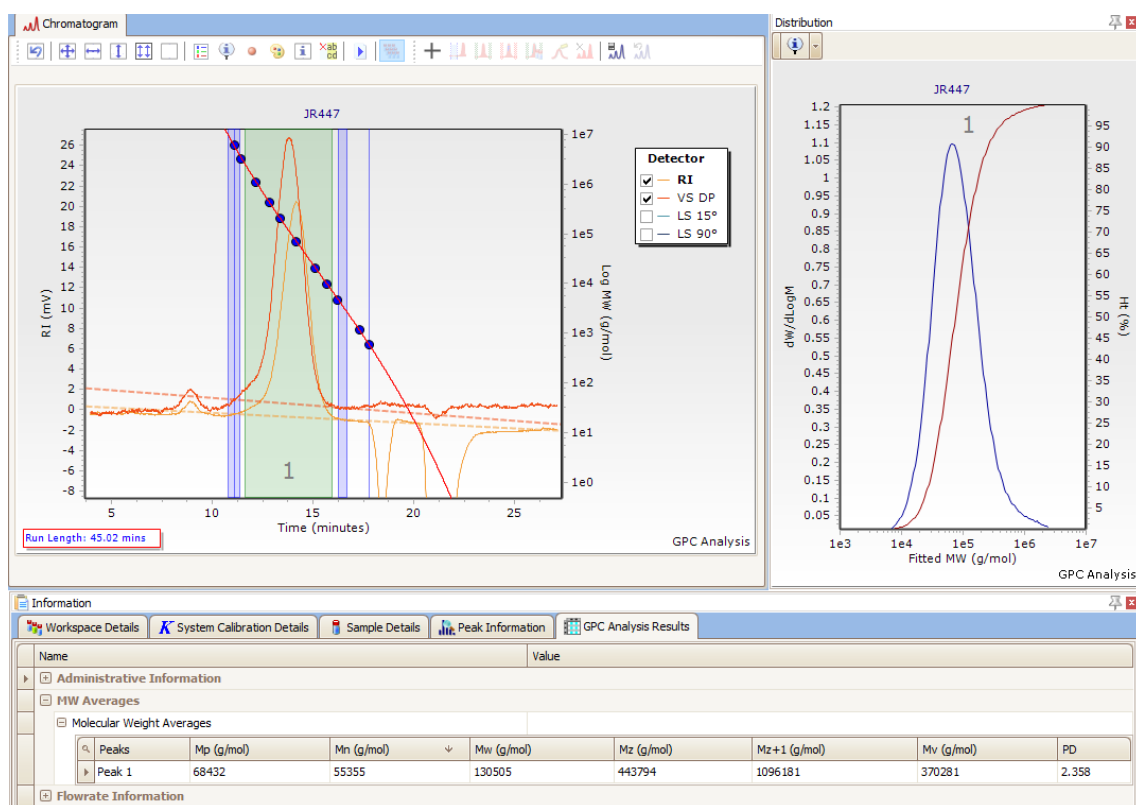 Chromatogram
JR447
1e7
26
24
1e6
22
20
18
1e5
16
14
12
1e4
10
8
1e3
6
4
1e2
2
0
1e1
-2
-4
-6
1e0
-8
RI (mV)
Log MW (g/mol)
1
5
10
15
20
25
Time (minutes)
Run Length: 45.02 mins
GPC Analysis
Detector
RI
VS DP
LS 15°
LS 90°
Distribution
JR447
1
1.2
1.1
1.05
1
0.95
0.9
0.85
0.8
0.75
0.7
0.65
0.6
0.55
0.5
0.45
0.4
0.35
0.3
0.25
0.2
0.15
0.1
0.05
dW/dLogM
95
90
85
80
75
70
65
60
55
50
45
40
35
30
25
20
15
10
5
Ht (%)
1e3
1e4
1e5
1e6
1e7
Fitted MW (g/mol)
GPC Analysis
Information
Workspace Details
K System Calibration Details
Sample Details
Peak Information
GPC Analysis Results
Name Value
Administrative Information
MW Averages
Molecular Weight Averages
Peaks Mp (g/mol) Mn (g/mol) Mw (g/mol) Mz (g/mol) Mz+1 (g/mol) Mv (g/mol) PD
Peak 1 68432 55355 130505 443794 1096181 370281 2.358
Flowrate Information